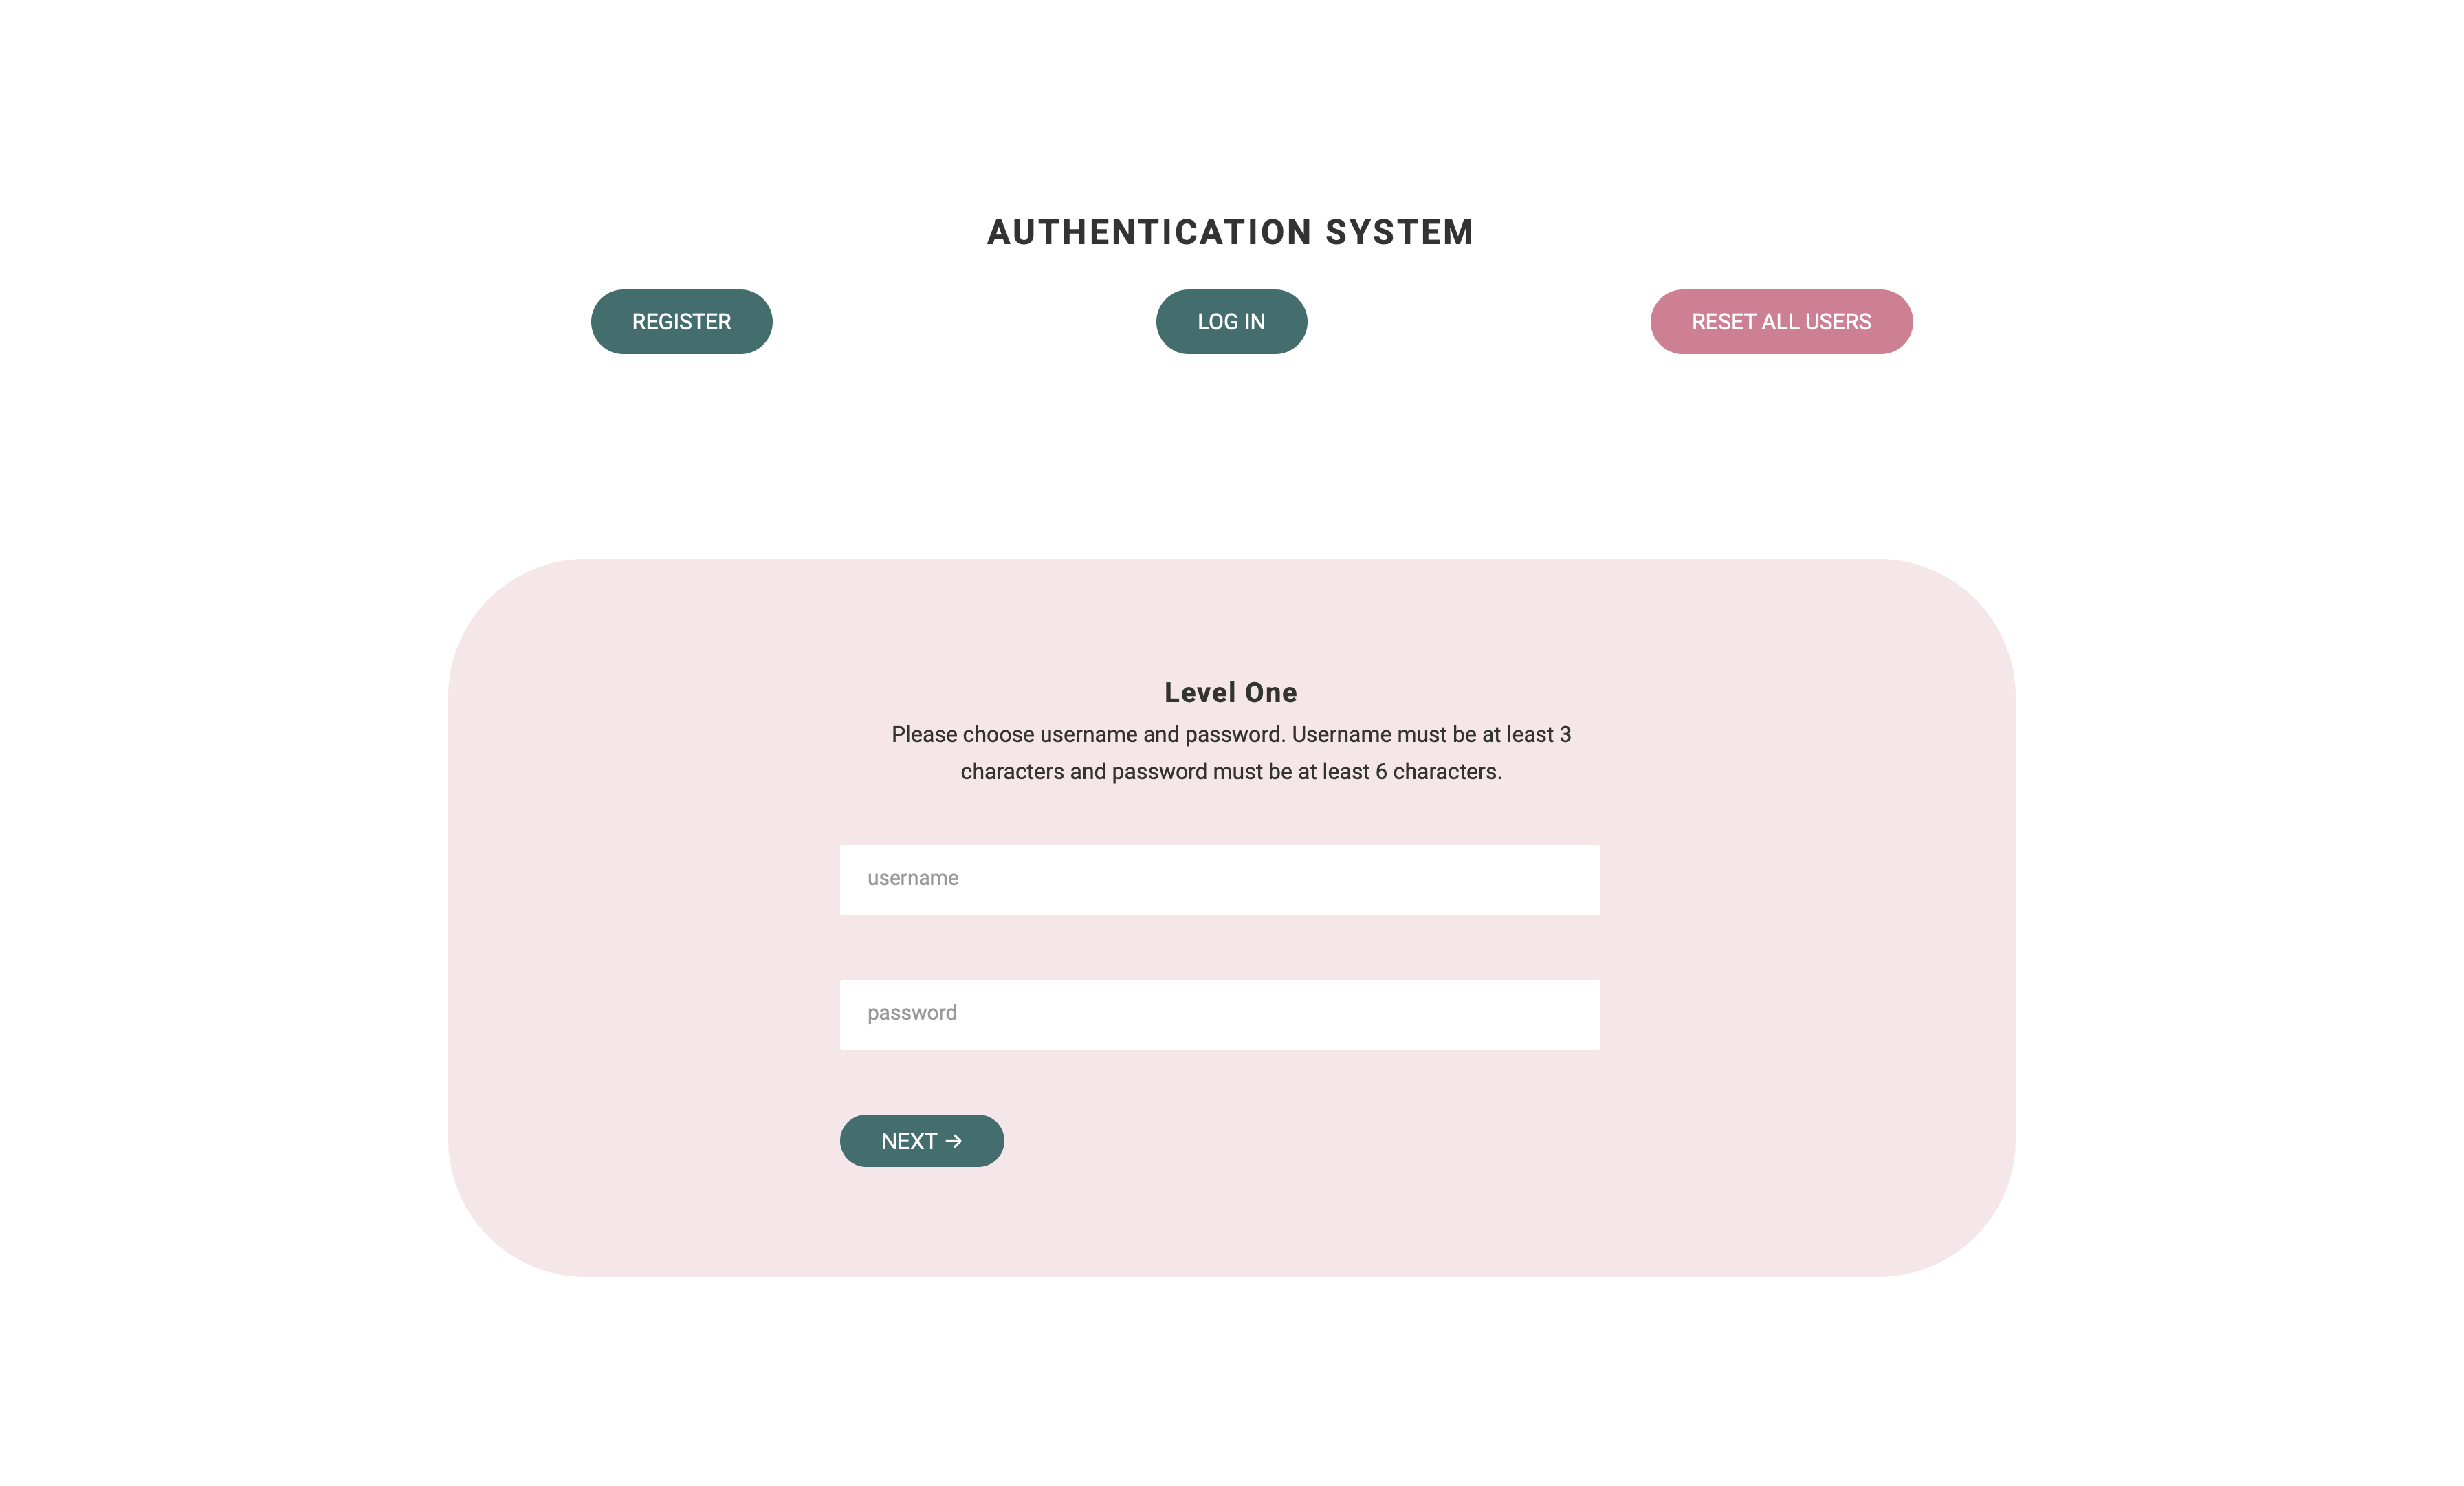 AUTHENTICATION SYSTEM
REGISTER
LOG IN
RESET ALL USERS
Level One
Please choose username and password. Username must be at least 3
characters and password must be at least 6 characters.
username
password
NEXT →